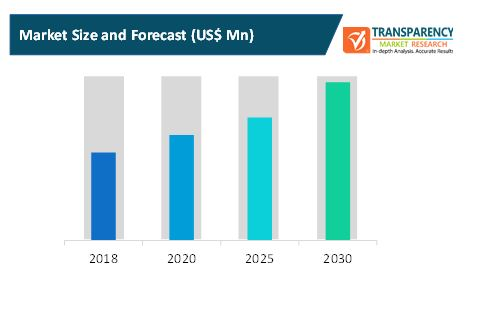 Market Size and Forecast (US$ Mn)
TRANSPARENCY
MARKET RESEARCH
In-depth Analysis. Accurate Results
2018
2020
2025
2030